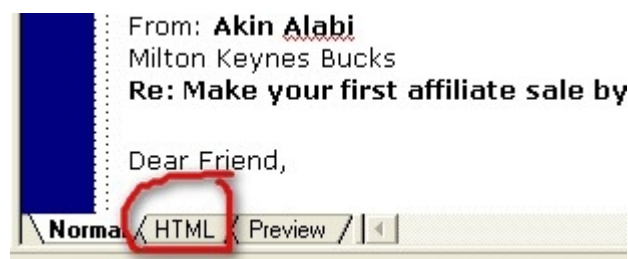 From: Akin Alabi
Milton Keynes Bucks
Re: Make your first affiliate sale by
Dear Friend,
Normal HTML Preview